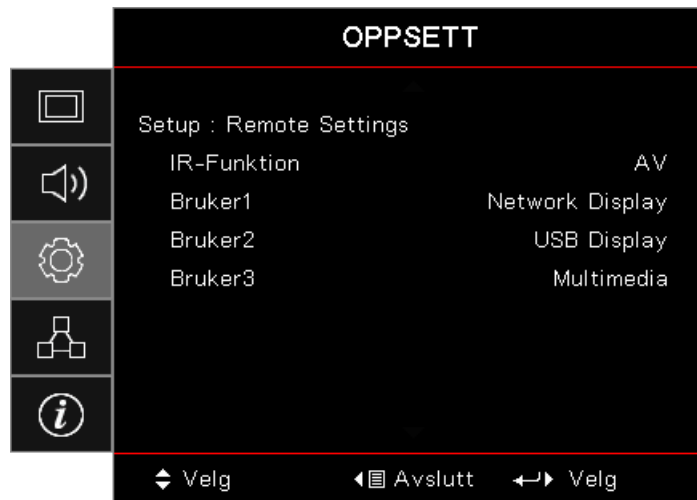 OPPSETT
Setup : Remote Settings
IR-Funktion AV
Bruker1 Network Display
Bruker2 USB Display
Bruker3 Multimedia
Velg Avslutt Velg